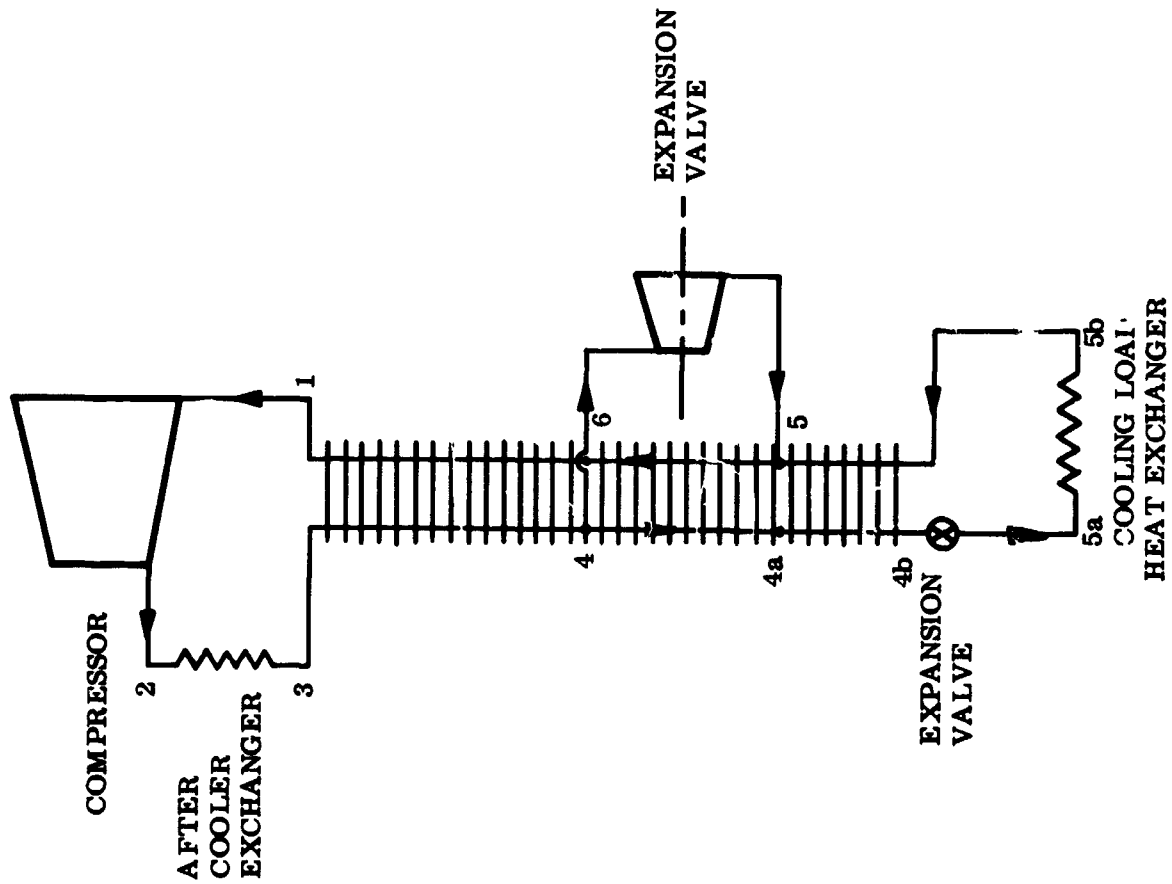 COMPRESSOR
1
2
AFTER
COOLER
EXCHANGER
3
4
6
EXPANSION
VALVE
5
4a
4b
EXPANSION
VALVE
5a
5b
COOLING
HEAT EXCHANGER